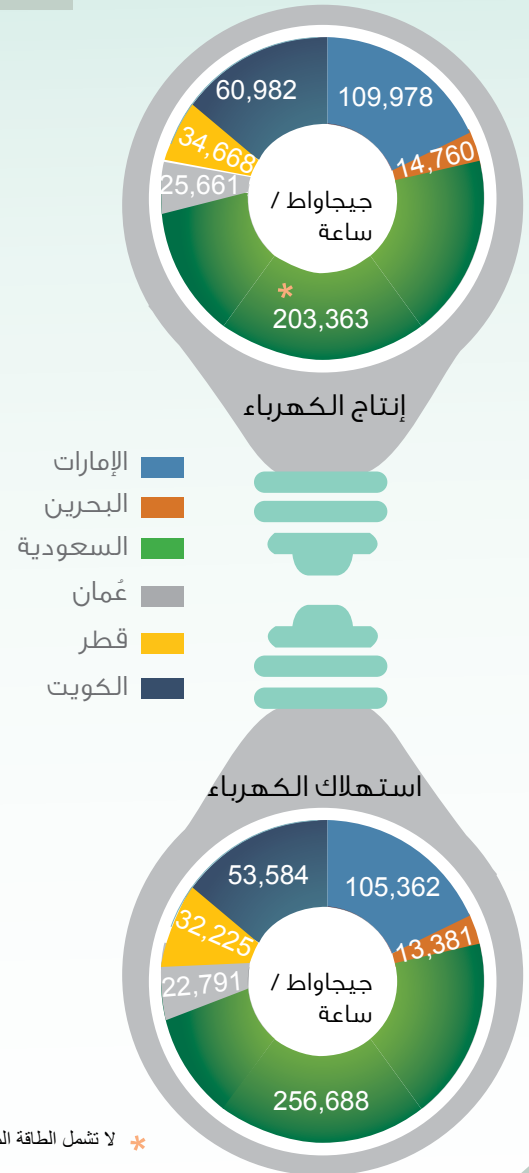 60,982
109,978
34,668
14,760
25,661
جيجاواط /
ساعة
*
203,363
إنتاج الكهرباء
الإمارات
البحرين
السعودية
عُمان
قطر
الكويت
استهلاك الكهرباء
53,584
105,362
32,225
13,381
22,791
جيجاواط /
ساعة
256,688
* لا تشمل الطاقة